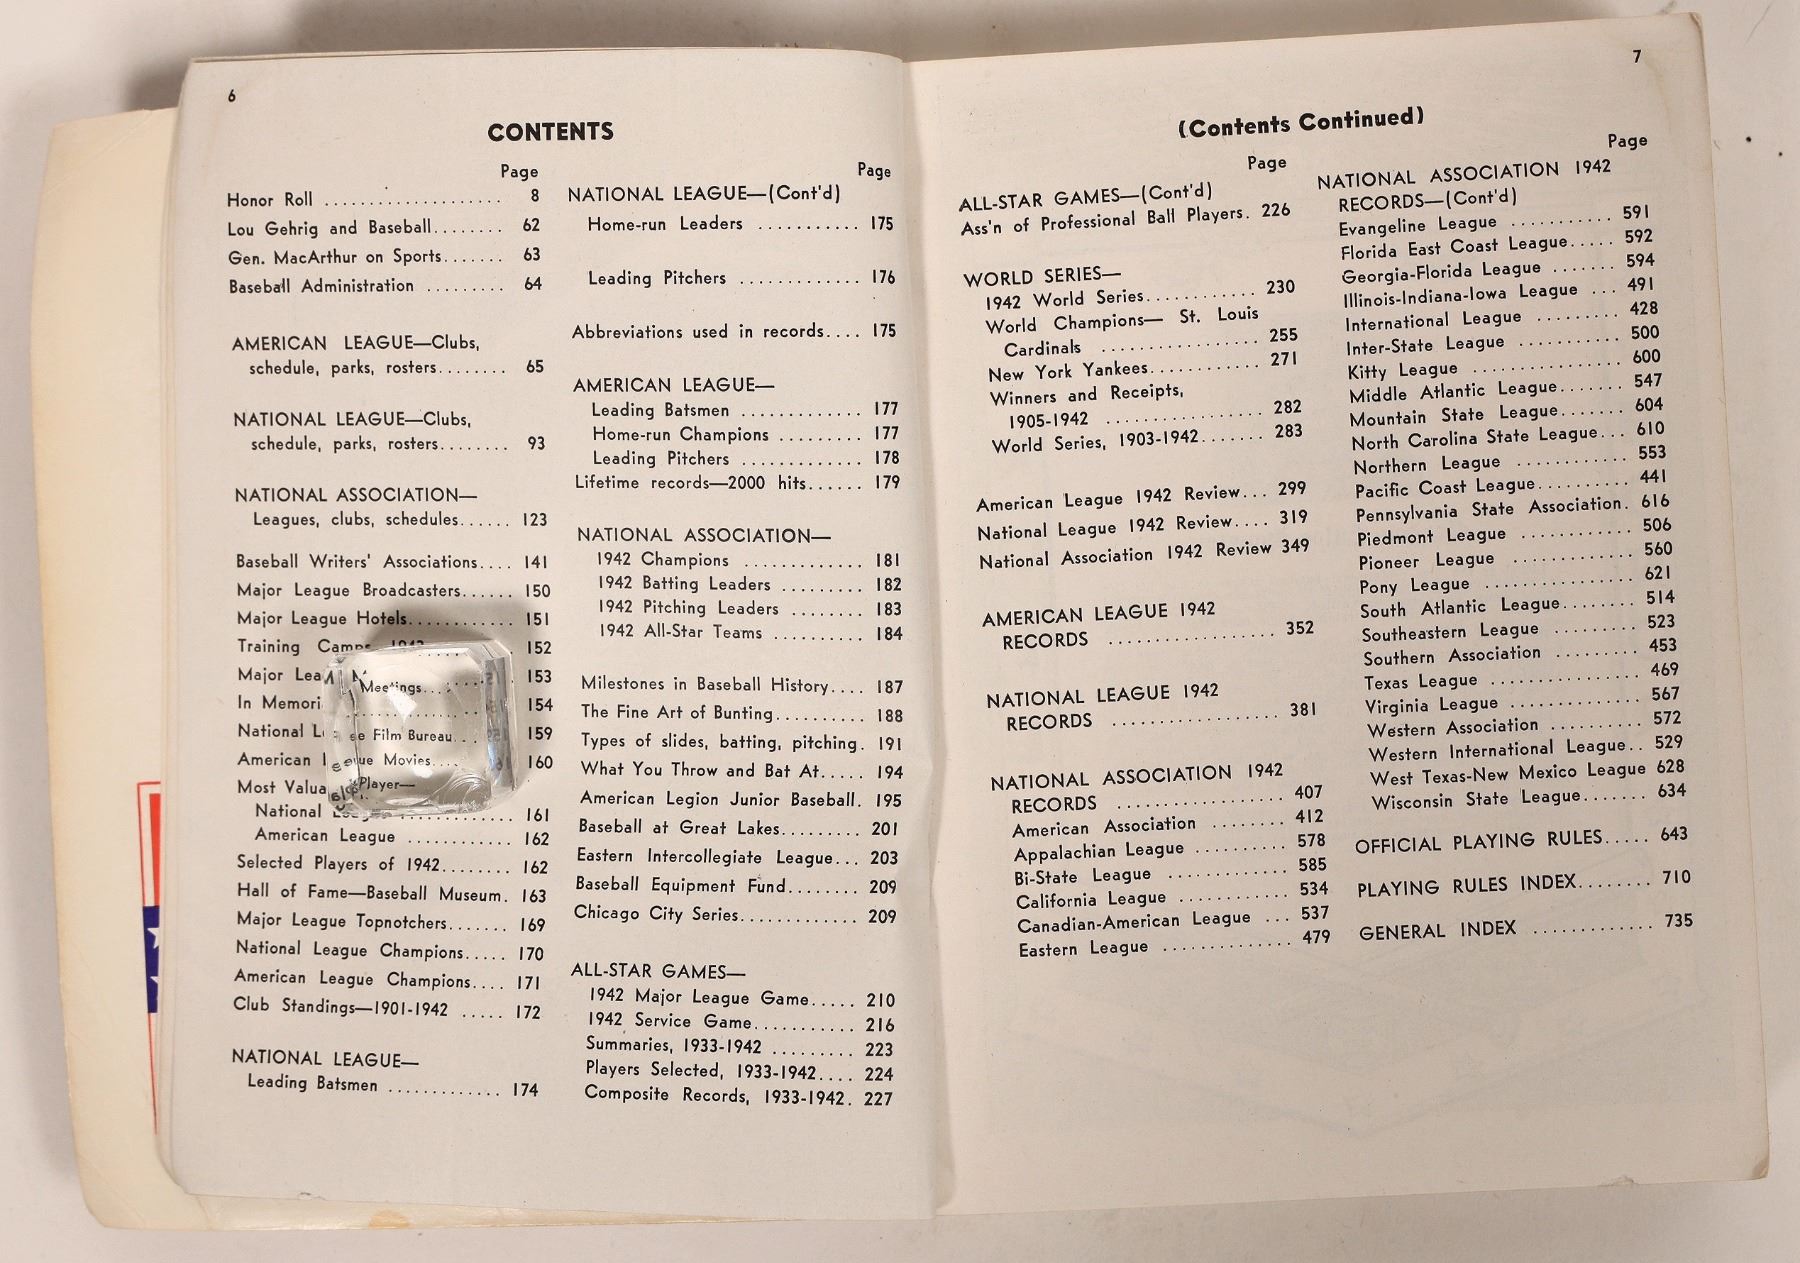 6
CONTENTS
Page
Honor Roll .................... 8
Lou Gehrig and Baseball........ 62
Gen. MacArthur on Sports....... 63
Baseball Administration ......... 64
AMERICAN LEAGUE—Clubs,
schedule, parks, rosters........ 65
NATIONAL LEAGUE—Clubs,
schedule, parks, rosters........ 93
NATIONAL ASSOCIATION—
Leagues, clubs, schedules...... 123
Baseball Writers' Associations.... 141
Major League Broadcasters...... 150
Major League Hotels............ 151
Training Camps, 1943 ...... 152
Major Lea Meetings........ 153
In Memori .......... 154
National L ue Film Bureau.... 159
American L gue Movies.... 160
Most Valua Player—
National League ............. 161
American League ............ 162
Selected Players of 1942........ 162
Hall of Fame—Baseball Museum. 163
Major League Topnotchers....... 169
National League Champions..... 170
American League Champions.... 171
Club Standings—1901-1942 ..... 172
NATIONAL LEAGUE—
Leading Batsmen ............. 174
Page
NATIONAL LEAGUE—(Cont'd)
Home-run Leaders ........... 175
Leading Pitchers ............. 176
Abbreviations used in records.... 175
AMERICAN LEAGUE—
Leading Batsmen ............. 177
Home-run Champions ......... 177
Leading Pitchers ............. 178
Lifetime records—2000 hits...... 179
NATIONAL ASSOCIATION—
1942 Champions ............. 181
1942 Batting Leaders ......... 182
1942 Pitching Leaders ........ 183
1942 All-Star Teams .......... 184
Milestones in Baseball History.... 187
The Fine Art of Bunting.......... 188
Types of slides, batting, pitching. 191
What You Throw and Bat At..... 194
American Legion Junior Baseball. 195
Baseball at Great Lakes......... 201
Eastern Intercollegiate League... 203
Baseball Equipment Fund........ 209
Chicago City Series............. 209
ALL-STAR GAMES—
1942 Major League Game..... 210
1942 Service Game........... 216
Summaries, 1933-1942 ......... 223
Players Selected, 1933-1942.... 224
Composite Records, 1933-1942. 227
7
(Contents Continued)
Page
ALL-STAR GAMES—(Cont'd)
Ass'n of Professional Ball Players. 226
WORLD SERIES—
1942 World Series............ 230
World Champions— St. Louis
Cardinals ................. 255
New York Yankees............ 271
Winners and Receipts,
1905-1942 ................ 282
World Series, 1903-1942....... 283
American League 1942 Review... 299
National League 1942 Review.... 319
National Association 1942 Review 349
AMERICAN LEAGUE 1942
RECORDS .................. 352
NATIONAL LEAGUE 1942
RECORDS .................. 381
NATIONAL ASSOCIATION 1942
RECORDS .................. 407
American Association ........ 412
Appalachian League .......... 578
Bi-State League ............. 585
California League ............ 534
Canadian-American League ... 537
Eastern League .............. 479
Page
NATIONAL ASSOCIATION 1942
RECORDS—(Cont'd)
Evangeline League ........... 591
Florida East Coast League..... 592
Georgia-Florida League ....... 594
Illinois-Indiana-Iowa League ... 491
International League ......... 428
Inter-State League ........... 500
Kitty League ................ 600
Middle Atlantic League....... 547
Mountain State League....... 604
North Carolina State League... 610
Northern League ............ 553
Pacific Coast League.......... 441
Pennsylvania State Association. 616
Piedmont League ............ 506
Pioneer League ............. 560
Pony League ................ 621
South Atlantic League........ 514
Southeastern League ......... 523
Southern Association ......... 453
Texas League ................ 469
Virginia League ............. 567
Western Association .......... 572
Western International League.. 529
West Texas-New Mexico League 628
Wisconsin State League....... 634
OFFICIAL PLAYING RULES..... 643
PLAYING RULES INDEX........ 710
GENERAL INDEX ............. 735